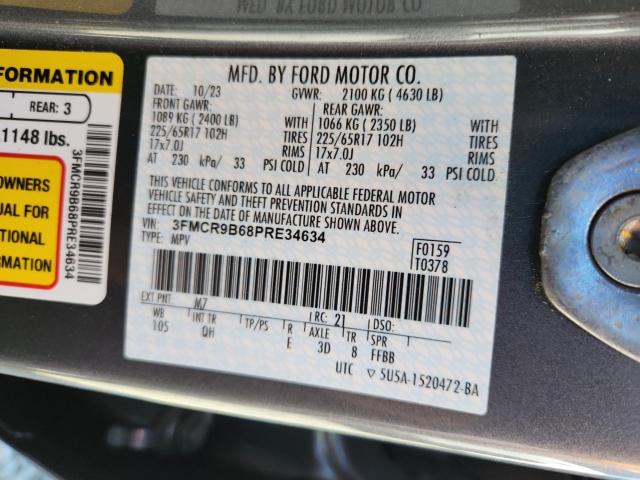 WED BY FORD MOTOR CO
FORMATION
REAR: 3
1148 lbs.
OWNERS
UAL FOR
TIONAL
MATION
3FMCR9B68PRE34634
MFD. BY FORD MOTOR CO.
DATE: 10/23 GVWR: 2100 KG ( 4630 LB)
FRONT GAWR: REAR GAWR:
1089 KG ( 2400 LB) WITH 1066 KG ( 2350 LB) WITH
225/65R17 102H TIRES 225/65R17 102H TIRES
17x7.0J RIMS 17x7.0J RIMS
AT 230 kPa/ 33 PSI COLD AT 230 kPa/ 33 PSI COLD
THIS VEHICLE CONFORMS TO ALL APPLICABLE FEDERAL MOTOR
VEHICLE SAFETY AND THEFT PREVENTION STANDARDS IN
EFFECT ON THE DATE OF MANUFACTURE SHOWN ABOVE.
VIN: 3FMCR9B68PRE34634
TYPE: MPV
F0159
T0378
EXT PNT: M7 RC: 21 DSO:
WB INT TR TP/PS R AXLE TR SPR
105 QH E 3D 8 FFBB
UTC ▽ 5U5A-1520472-BA